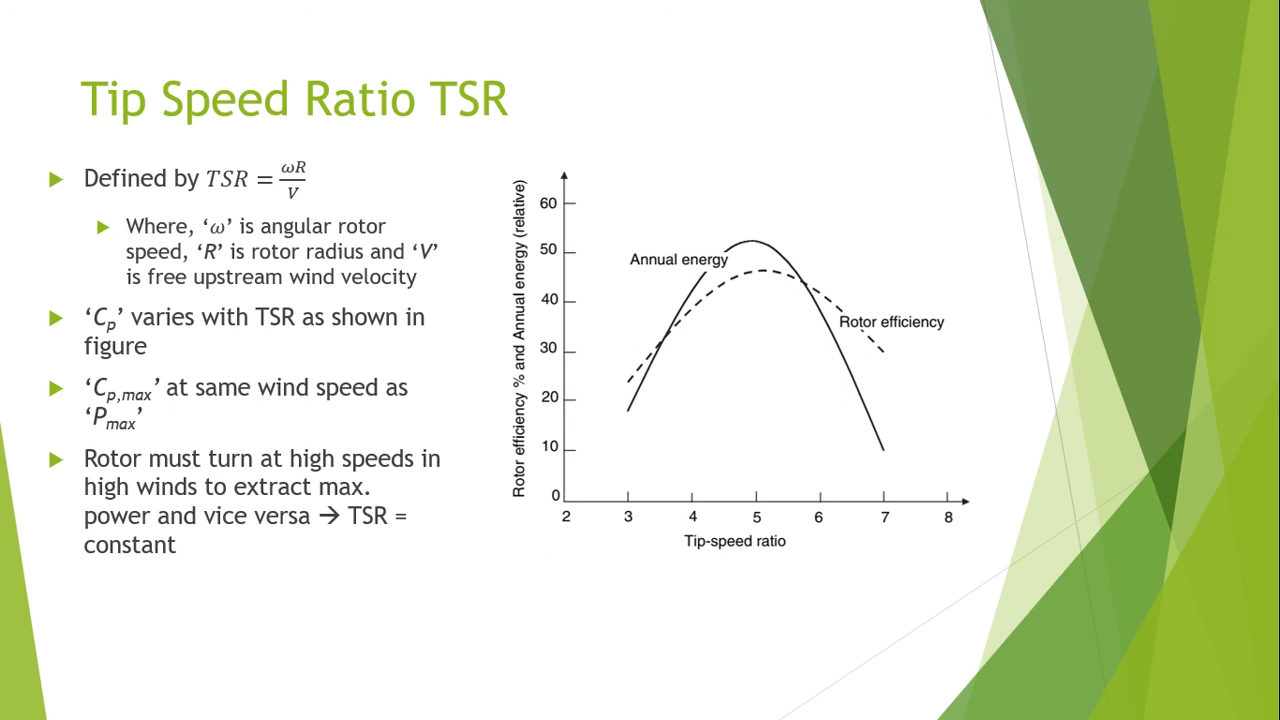 Tip Speed Ratio TSR
Defined by TSR = ωR/V
Where, ‘ω’ is angular rotor
speed, ‘R’ is rotor radius and ‘V’
is free upstream wind velocity
‘Cp’ varies with TSR as shown in
figure
‘Cp,max’ at same wind speed as
‘Pmax’
Rotor must turn at high speeds in
high winds to extract max.
power and vice versa → TSR =
constant
Rotor efficiency % and Annual energy (relative)
60
50
40
30
20
10
0
Annual energy
Rotor efficiency
2 3 4 5 6 7 8
Tip-speed ratio